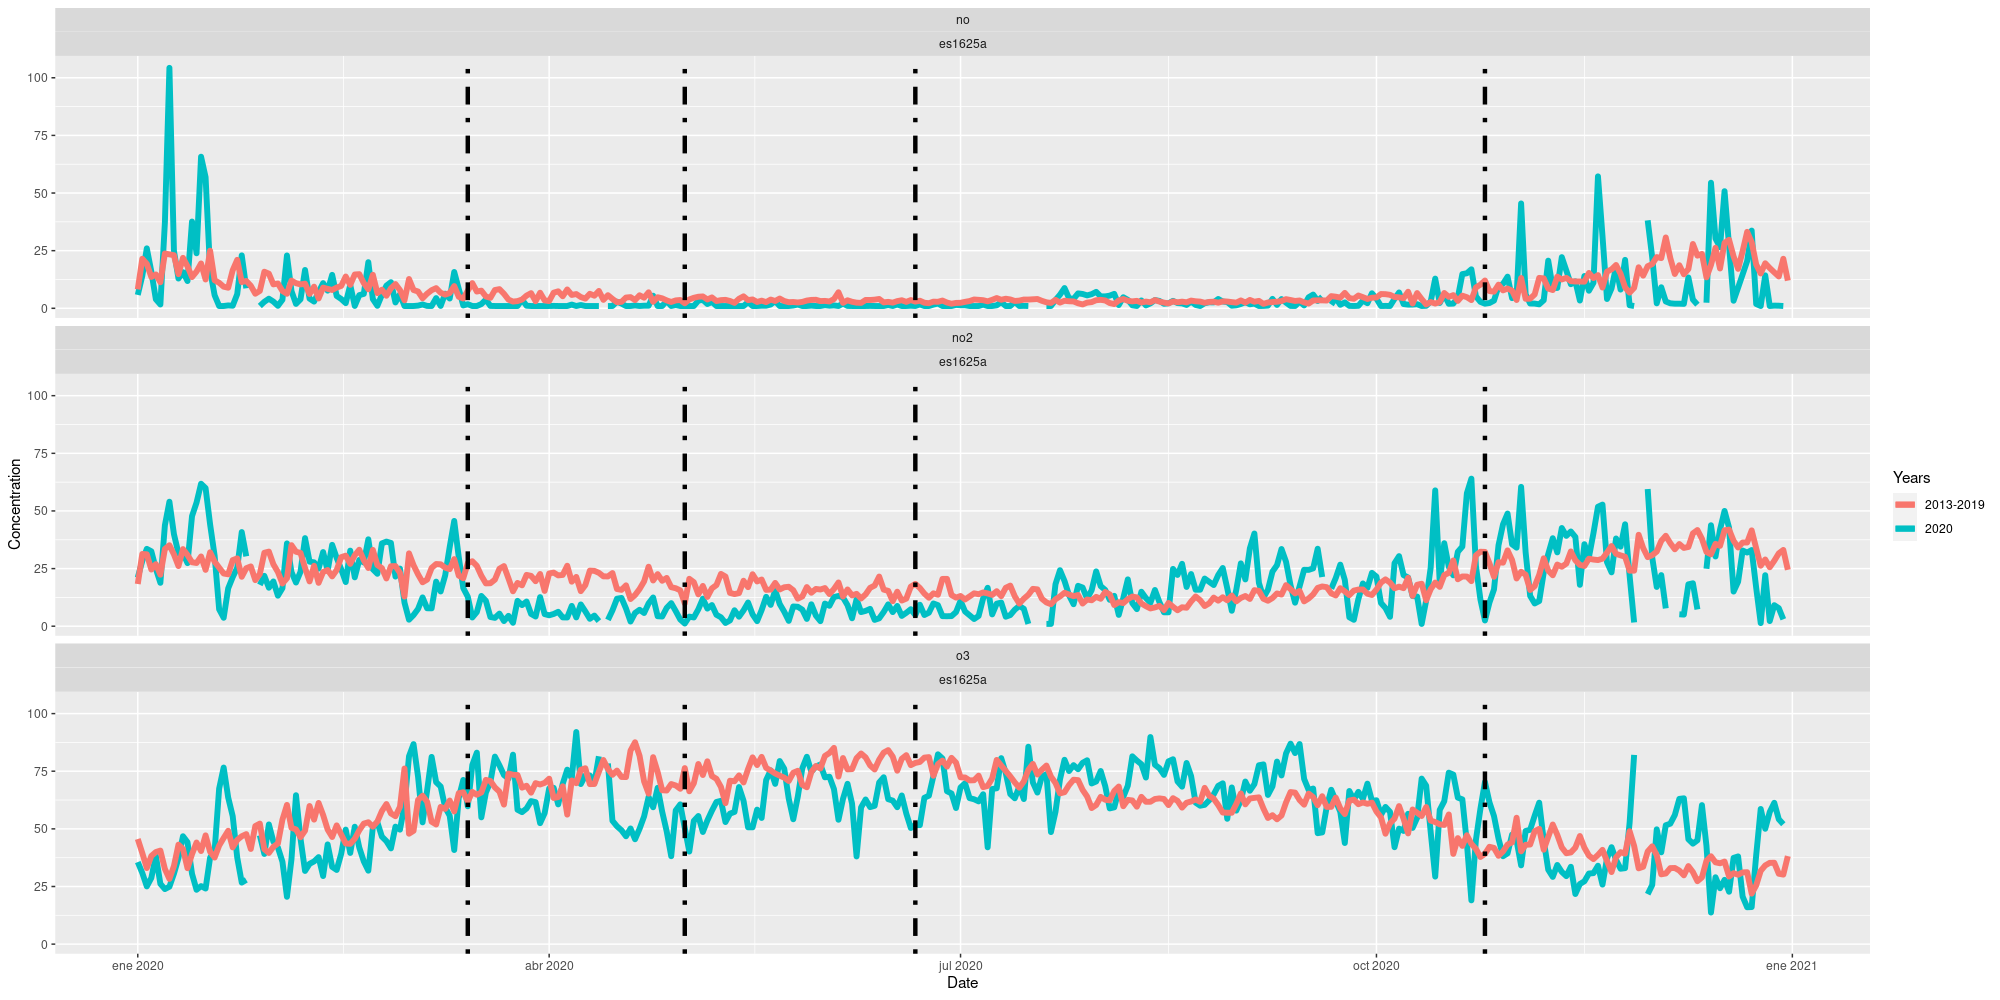 no
es1625a
100
75
50
25
0
no2
es1625a
100
75
50
25
0
o3
es1625a
100
75
50
25
0
ene 2020
abr 2020
jul 2020
oct 2020
ene 2021
Date
Concentration
Years
2013-2019
2020